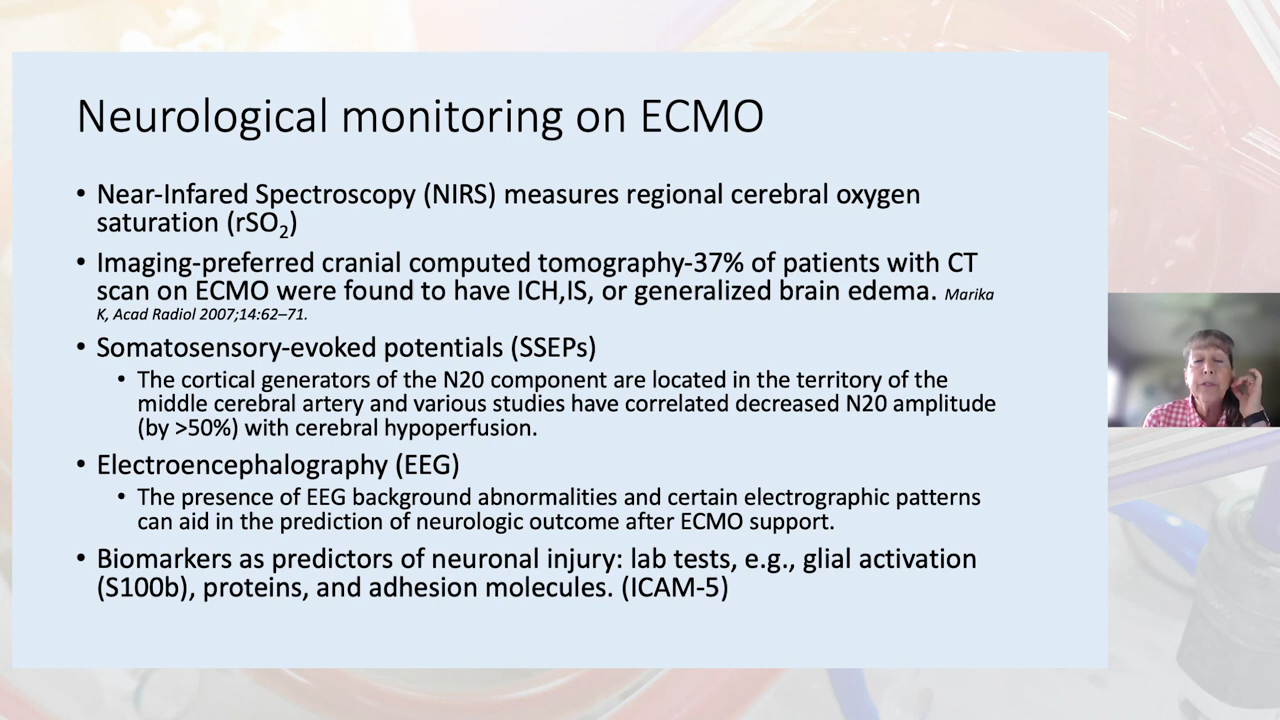 Neurological monitoring on ECMO
• Near-Infared Spectroscopy (NIRS) measures regional cerebral oxygen
saturation (rSO₂)
• Imaging-preferred cranial computed tomography-37% of patients with CT
scan on ECMO were found to have ICH,IS, or generalized brain edema. Marika
K, Acad Radiol 2007;14:62–71.
• Somatosensory-evoked potentials (SSEPs)
• The cortical generators of the N20 component are located in the territory of the
middle cerebral artery and various studies have correlated decreased N20 amplitude
(by >50%) with cerebral hypoperfusion.
• Electroencephalography (EEG)
• The presence of EEG background abnormalities and certain electrographic patterns
can aid in the prediction of neurologic outcome after ECMO support.
• Biomarkers as predictors of neuronal injury: lab tests, e.g., glial activation
(S100b), proteins, and adhesion molecules. (ICAM-5)